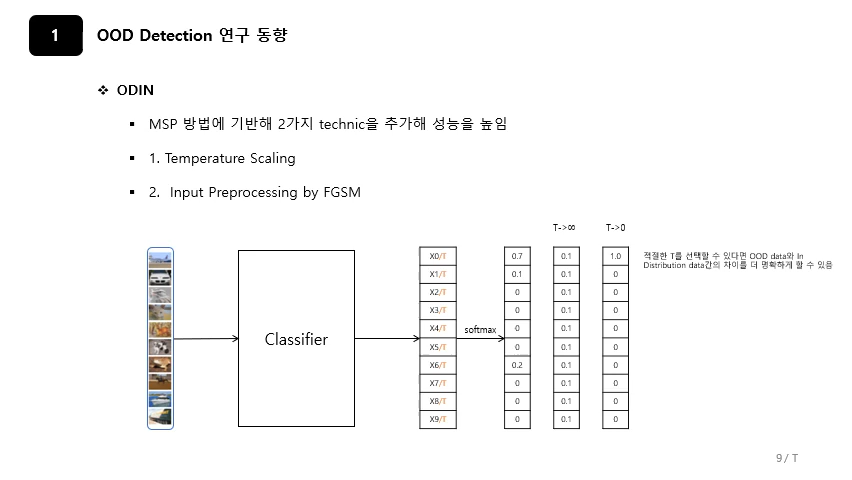 1 OOD Detection 연구 동향
❖ ODIN
▪ MSP 방법에 기반해 2가지 technic을 추가해 성능을 높임
▪ 1. Temperature Scaling
▪ 2. Input Preprocessing by FGSM
T->∞ T->0
적절한 T를 선택할 수 있다면 OOD data와 In
Distribution data간의 차이를 더 명확하게 할 수 있음
X0/T 0.7 0.1 1.0
X1/T 0.1 0.1 0
X2/T 0 0.1 0
X3/T 0 0.1 0
X4/T softmax 0 0.1 0
Classifier
X5/T 0 0.1 0
X6/T 0.2 0.1 0
X7/T 0 0.1 0
X8/T 0 0.1 0
X9/T 0 0.1 0
9 / T